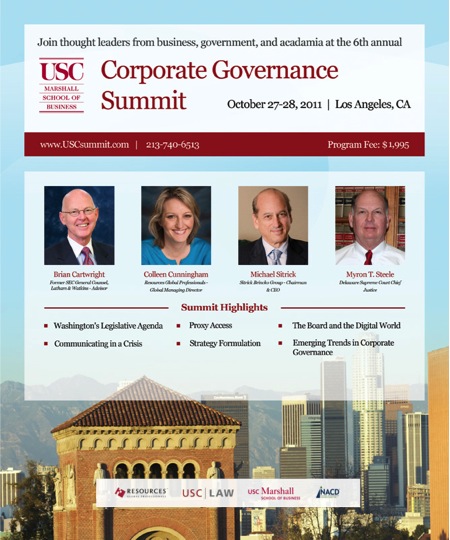 Join thought leaders from business, government, and acadamia at the 6th annual
USC
MARSHALL
SCHOOL OF
BUSINESS
Corporate Governance
Summit
October 27-28, 2011 | Los Angeles, CA
www.USCsummit.com | 213-740-6513
Program Fee: $1,995
Brian Cartwright
Former SEC General Counsel,
Latham & Watkins - Advisor
Colleen Cunningham
Resources Global Professionals -
Global Managing Director
Michael Sitrick
Sitrick Brincko Group - Chairman
& CEO
Myron T. Steele
Delaware Supreme Court Chief
Justice
Summit Highlights
Washington's Legislative Agenda
Proxy Access
The Board and the Digital World
Communicating in a Crisis
Strategy Formulation
Emerging Trends in Corporate
Governance
RESOURCES
USC | LAW
USC Marshall
SCHOOL OF BUSINESS
NACD